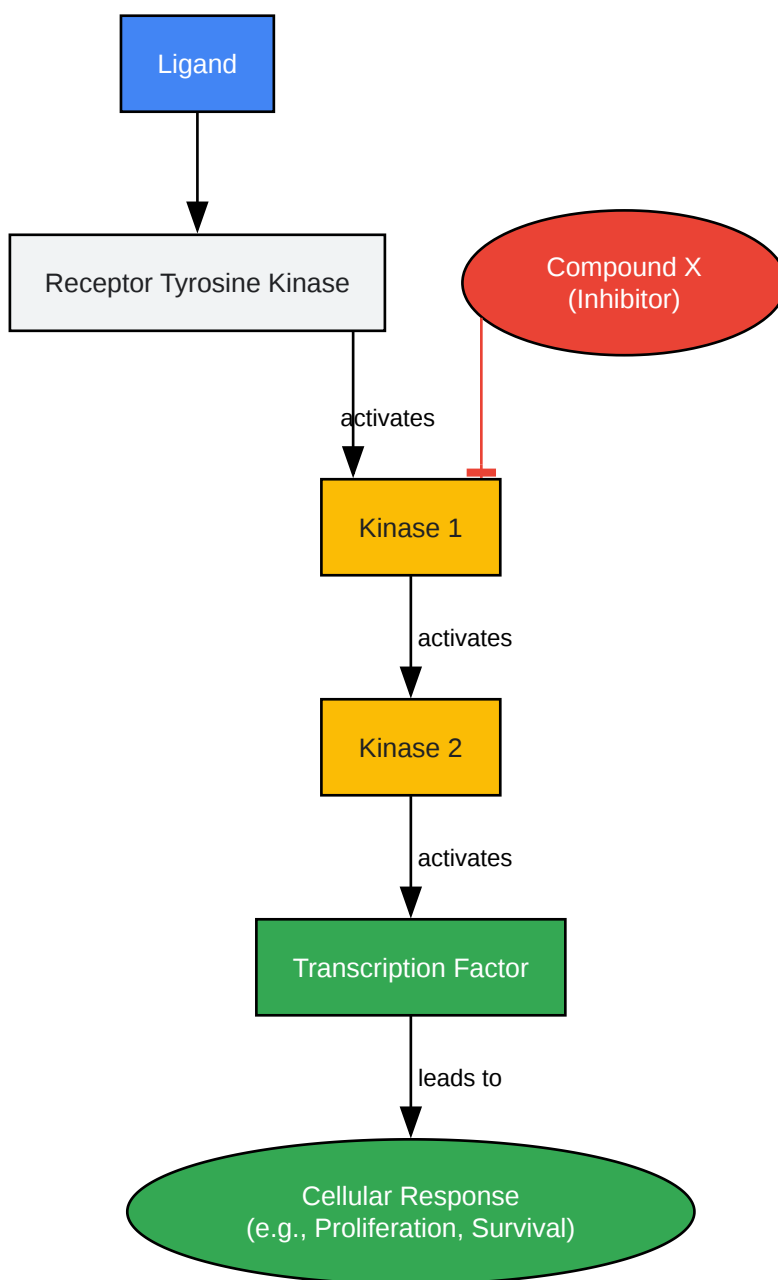 Ligand
Receptor Tyrosine Kinase
Compound X
(Inhibitor)
activates
Kinase 1
activates
Kinase 2
activates
Transcription Factor
leads to
Cellular Response
(e.g., Proliferation, Survival)